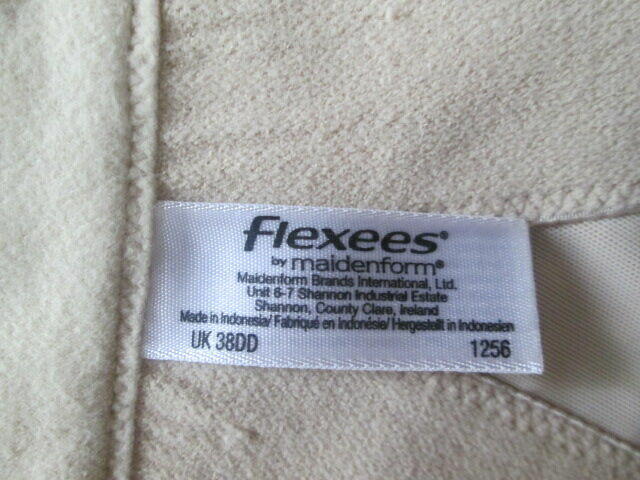 flexees®
by maidenform®
Maidenform Brands International, Ltd.
Unit 6-7 Shannon Industrial Estate
Shannon, County Clare, Ireland
Made in Indonesia/ Fabriqué en Indonésie/ Hergestellt in Indonesien
UK 38DD 1256